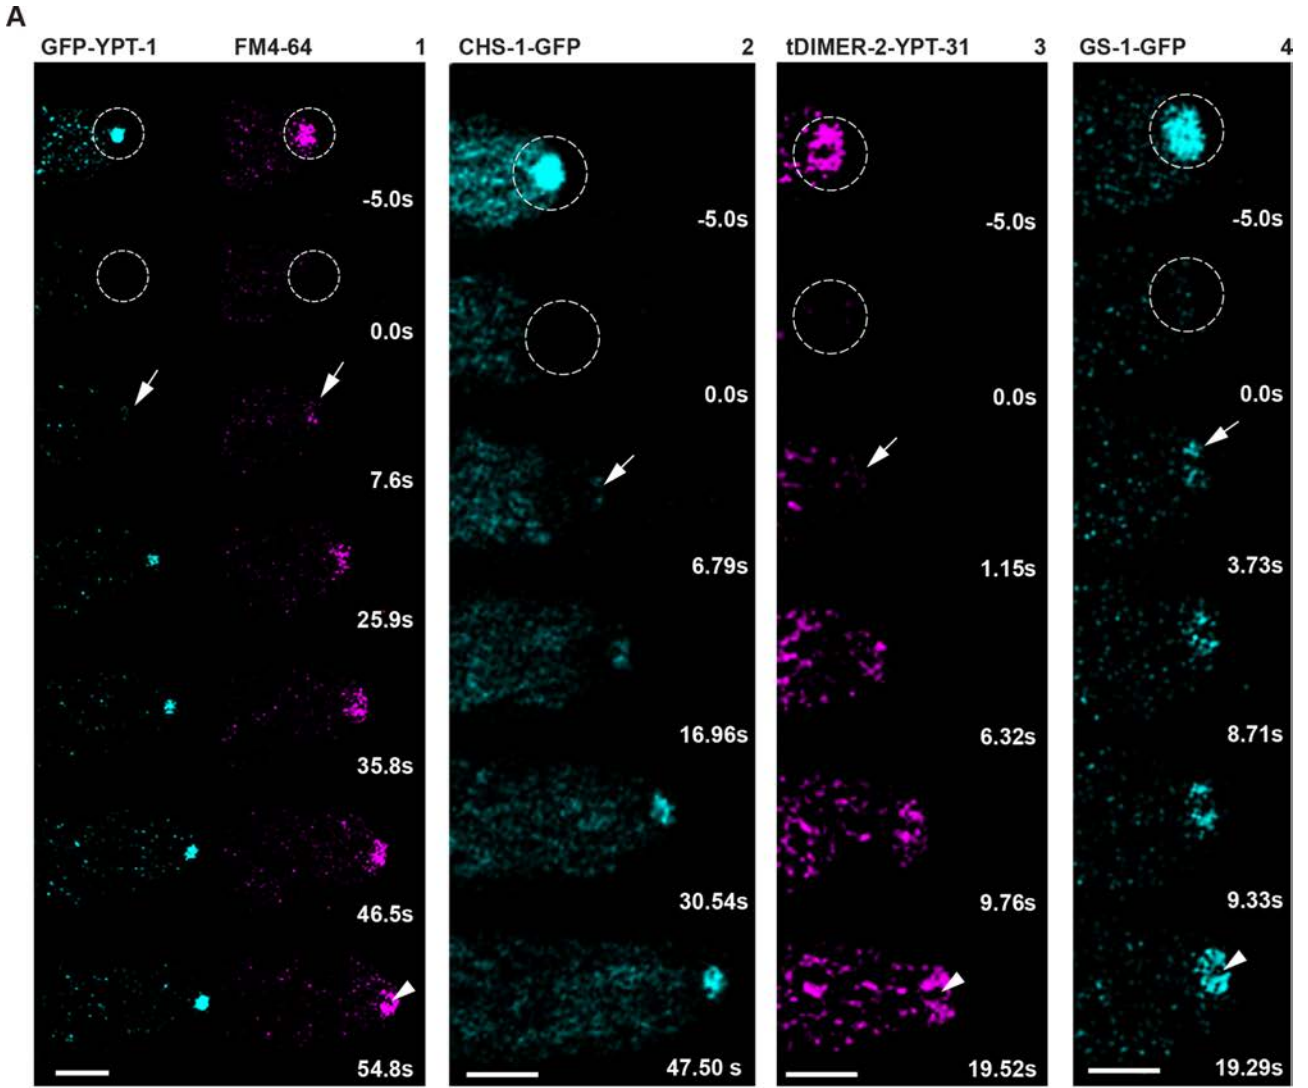 A
GFP-YPT-1 FM4-64 1
-5.0s
0.0s
7.6s
25.9s
35.8s
46.5s
54.8s
CHS-1-GFP 2
-5.0s
0.0s
6.79s
16.96s
30.54s
47.50 s
tDIMER-2-YPT-31 3
-5.0s
0.0s
1.15s
6.32s
9.76s
19.52s
GS-1-GFP 4
-5.0s
0.0s
3.73s
8.71s
9.33s
19.29s